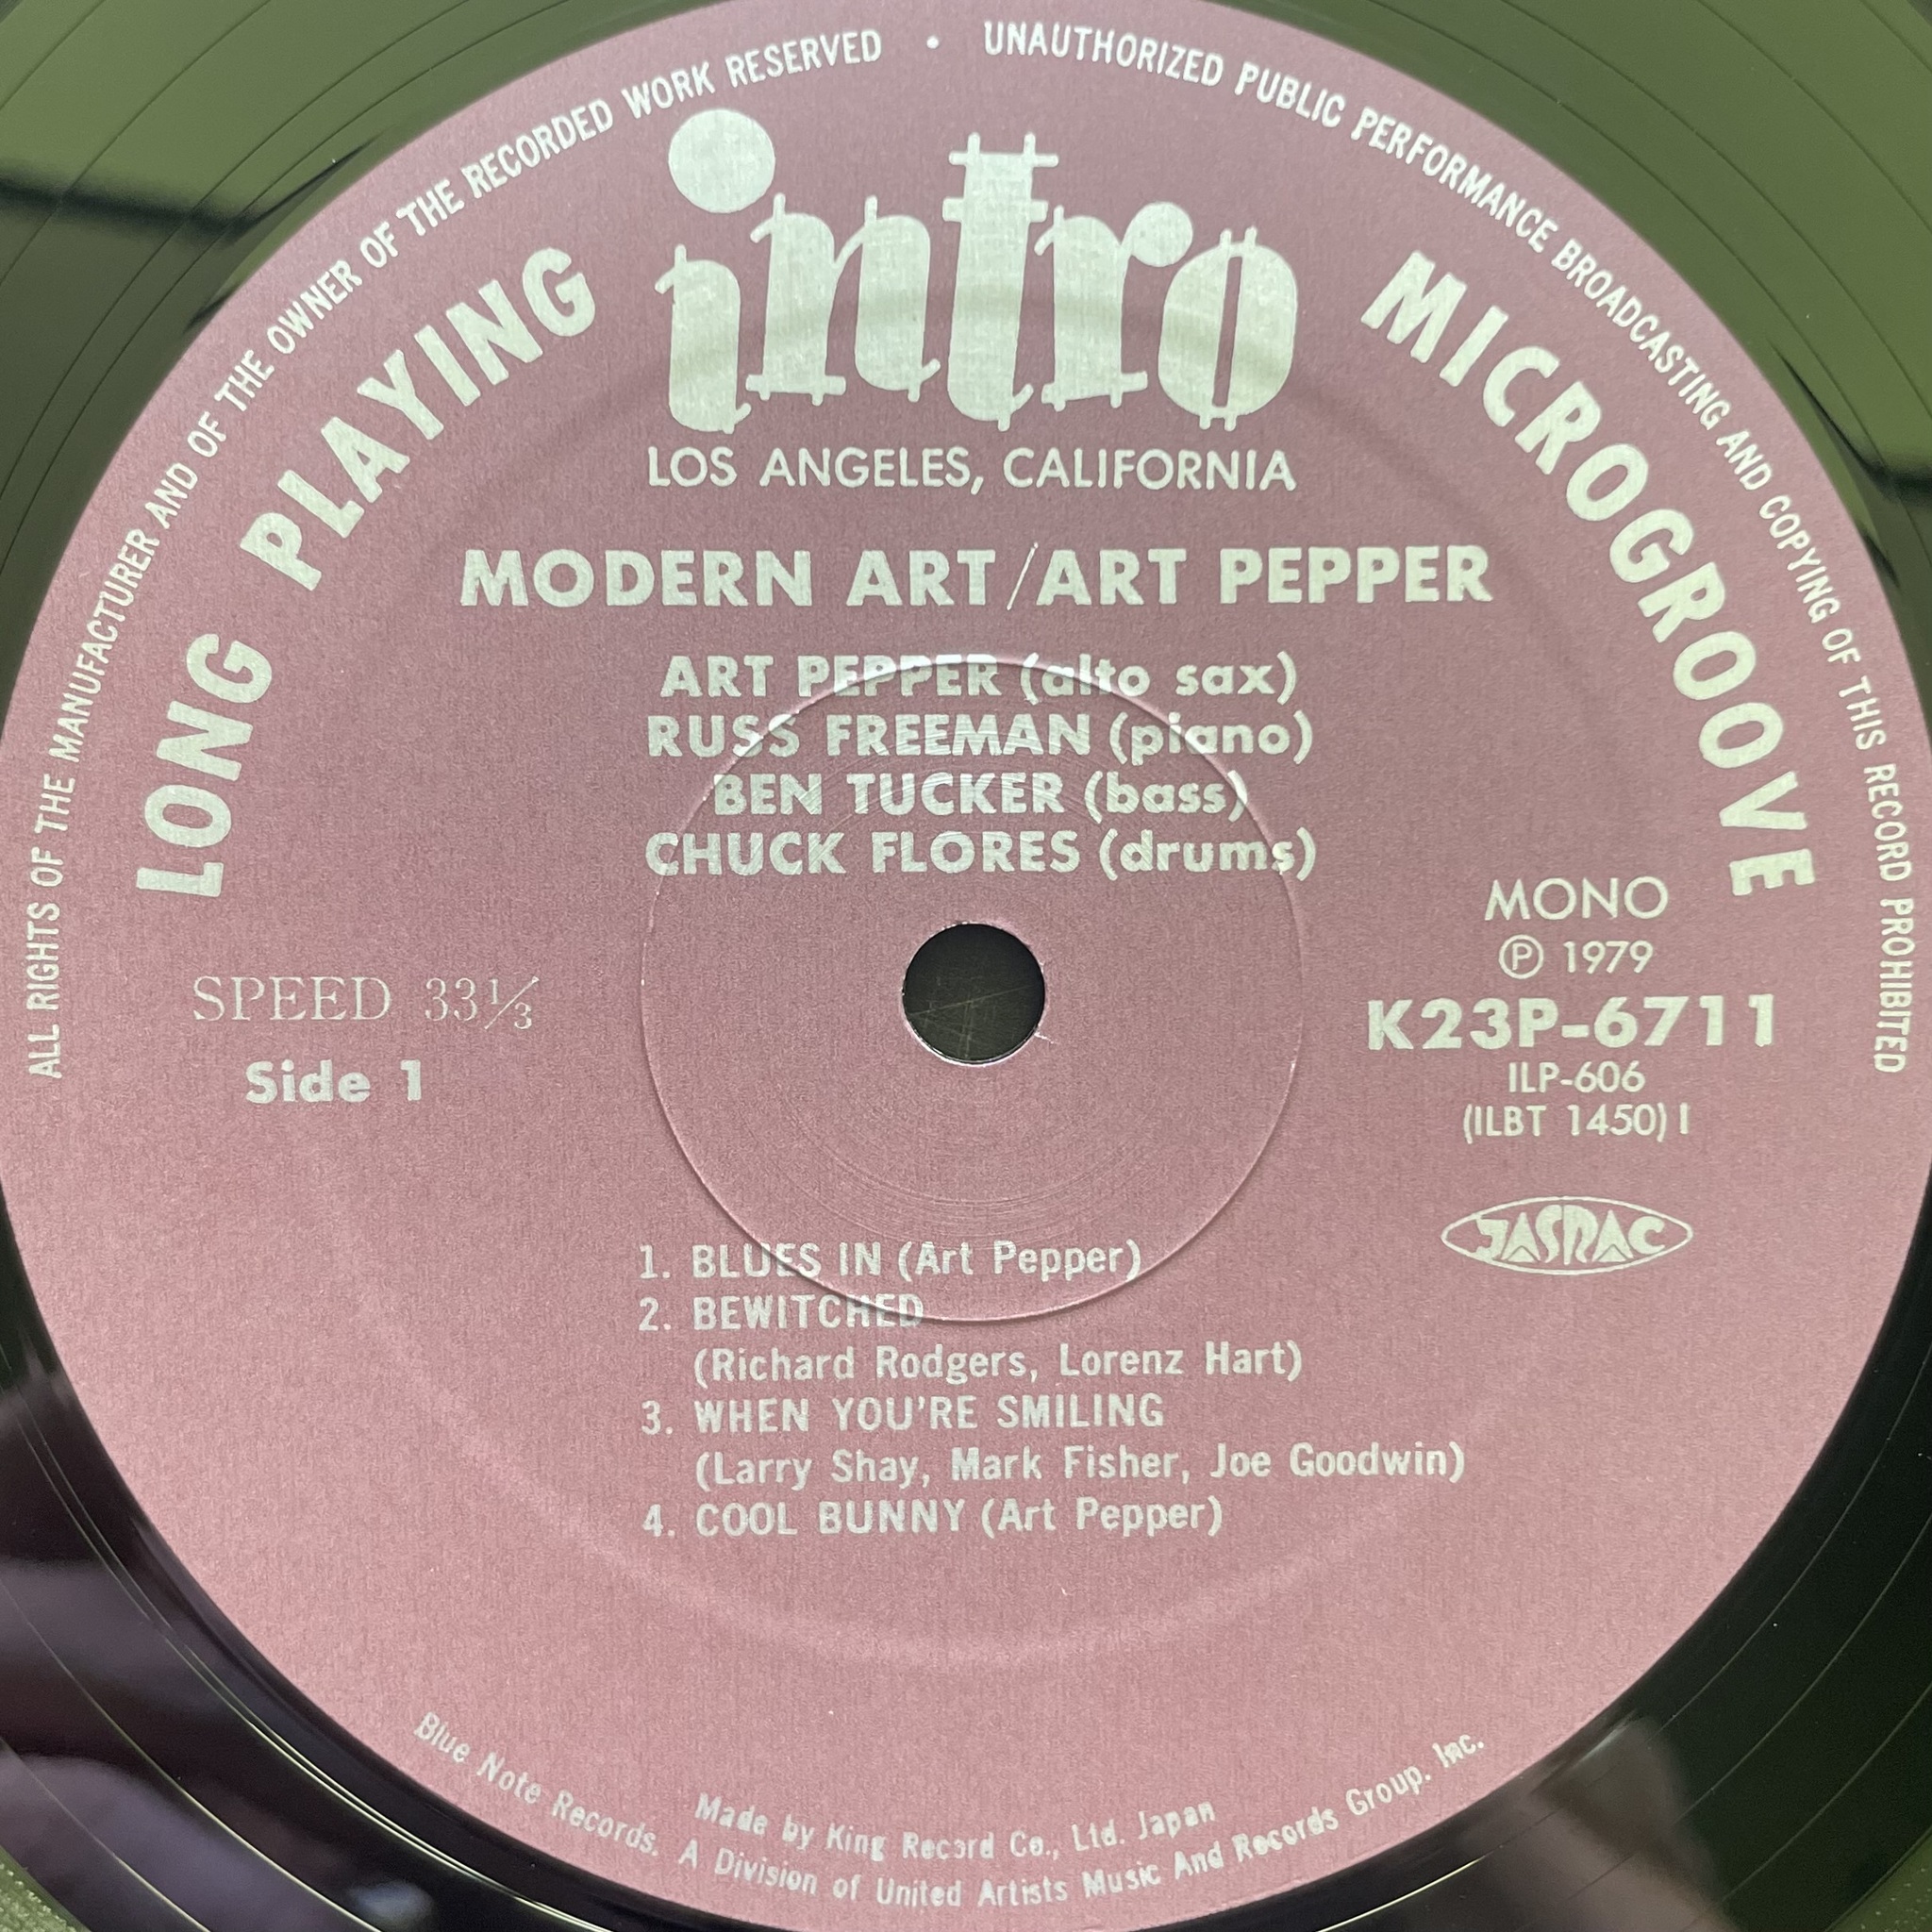 ALL RIGHTS OF THE MANUFACTURER AND OF THE OWNER OF THE RECORDED WORK RESERVED • UNAUTHORIZED PUBLIC PERFORMANCE BROADCASTING AND COPYING OF THIS RECORD PROHIBITED
LONG PLAYING
intro
MICROGROOVE
LOS ANGELES, CALIFORNIA
MODERN ART/ART PEPPER
ART PEPPER (alto sax)
RUSS FREEMAN (piano)
BEN TUCKER (bass)
CHUCK FLORES (drums)
SPEED 33⅓
Side 1
MONO
Ⓟ 1979
K23P-6711
ILP-606
(ILBT 1450) I
JASRAC
1. BLUES IN (Art Pepper)
2. BEWITCHED
(Richard Rodgers, Lorenz Hart)
3. WHEN YOU'RE SMILING
(Larry Shay, Mark Fisher, Joe Goodwin)
4. COOL BUNNY (Art Pepper)
Made by King Record Co., Ltd. Japan
Blue Note Records. A Division of United Artists Music And Records Group. Inc.